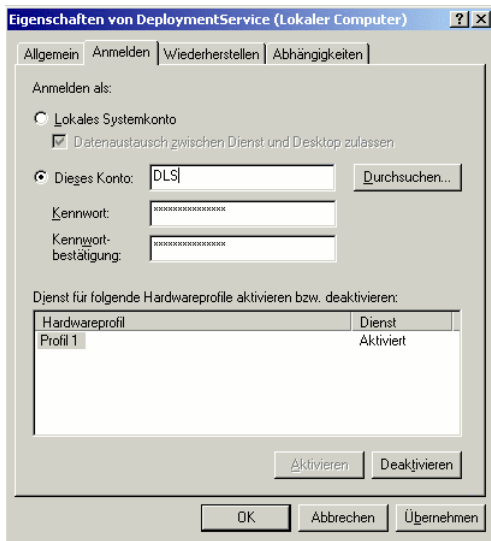 Eigenschaften von DeploymentService (Lokaler Computer)
Allgemein Anmelden Wiederherstellen Abhängigkeiten
Anmelden als:
Lokales Systemkonto
Datenaustausch zwischen Dienst und Desktop zulassen
Dieses Konto: DLS Durchsuchen...
Kennwort: ***************
Kennwort-
bestätigung: ***************
Dienst für folgende Hardwareprofile aktivieren bzw. deaktivieren:
Hardwareprofil Dienst
Profil 1 Aktiviert
Aktivieren Deaktivieren
OK Abbrechen Übernehmen